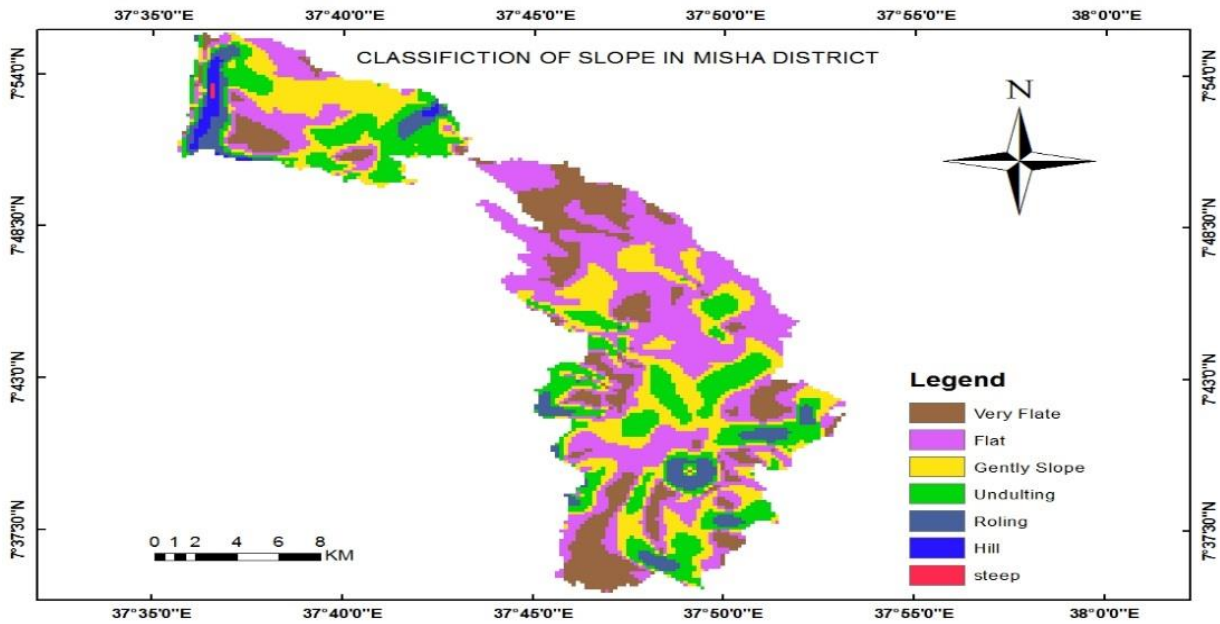 37°35'0"E 37°40'0"E 37°45'0"E 37°50'0"E 37°55'0"E 38°0'0"E
CLASSIFICTION OF SLOPE IN MISHA DISTRICT
7°54'0"N 7°54'0"N
N
7°48'30"N 7°48'30"N
7°43'0"N 7°43'0"N
Legend
Very Flate
Flat
Gently Slope
Undulting
Roling
Hill
steep
7°37'30"N 7°37'30"N
0 1 2 4 6 8
KM
37°35'0"E 37°40'0"E 37°45'0"E 37°50'0"E 37°55'0"E 38°0'0"E